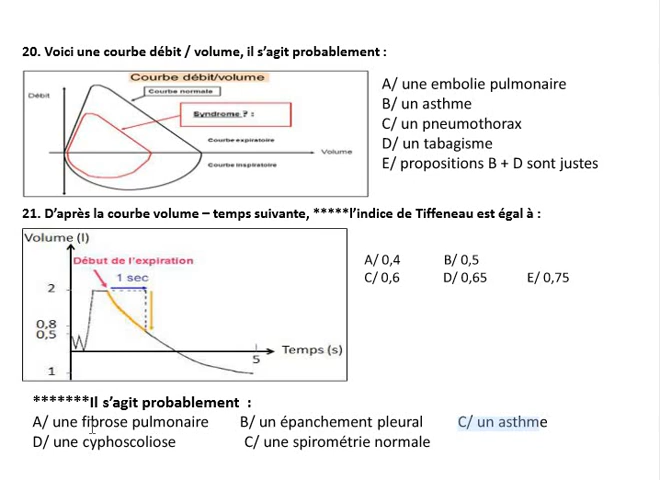 20. Voici une courbe débit / volume, il s'agit probablement :
Courbe débit/volume
Débit
Courbe normale
Syndrome ? :
Courbe expiratoire
Volume
Courbe inspiratoire
A/ une embolie pulmonaire
B/ un asthme
C/ un pneumothorax
D/ un tabagisme
E/ propositions B + D sont justes
21. D'après la courbe volume – temps suivante, *****l'indice de Tiffeneau est égal à :
Volume (l)
Début de l'expiration
1 sec
2
0,8
0,5
Temps (s)
5
1
A/ 0,4 B/ 0,5
C/ 0,6 D/ 0,65 E/ 0,75
*******Il s'agit probablement :
A/ une fibrose pulmonaire B/ un épanchement pleural C/ un asthme
D/ une cyphoscoliose C/ une spirométrie normale